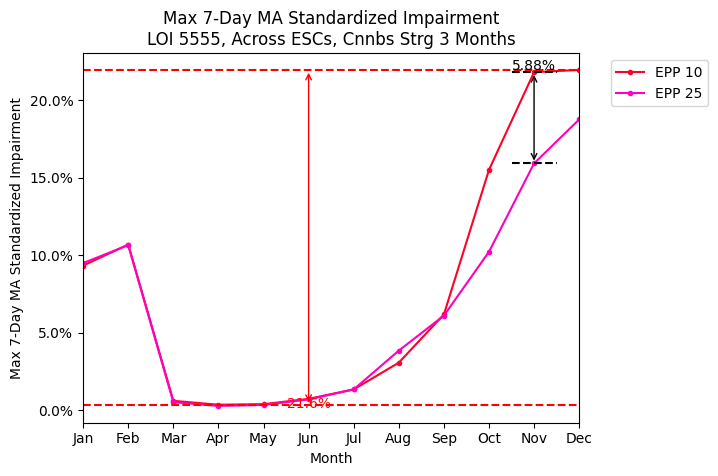 Max 7-Day MA Standardized Impairment
LOI 5555, Across ESCs, Cnnbs Strg 3 Months
5.88%
EPP 10
EPP 25
20.0%
15.0%
10.0%
5.0%
0.0%
Max 7-Day MA Standardized Impairment
21.6%
Jan Feb Mar Apr May Jun Jul Aug Sep Oct Nov Dec
Month